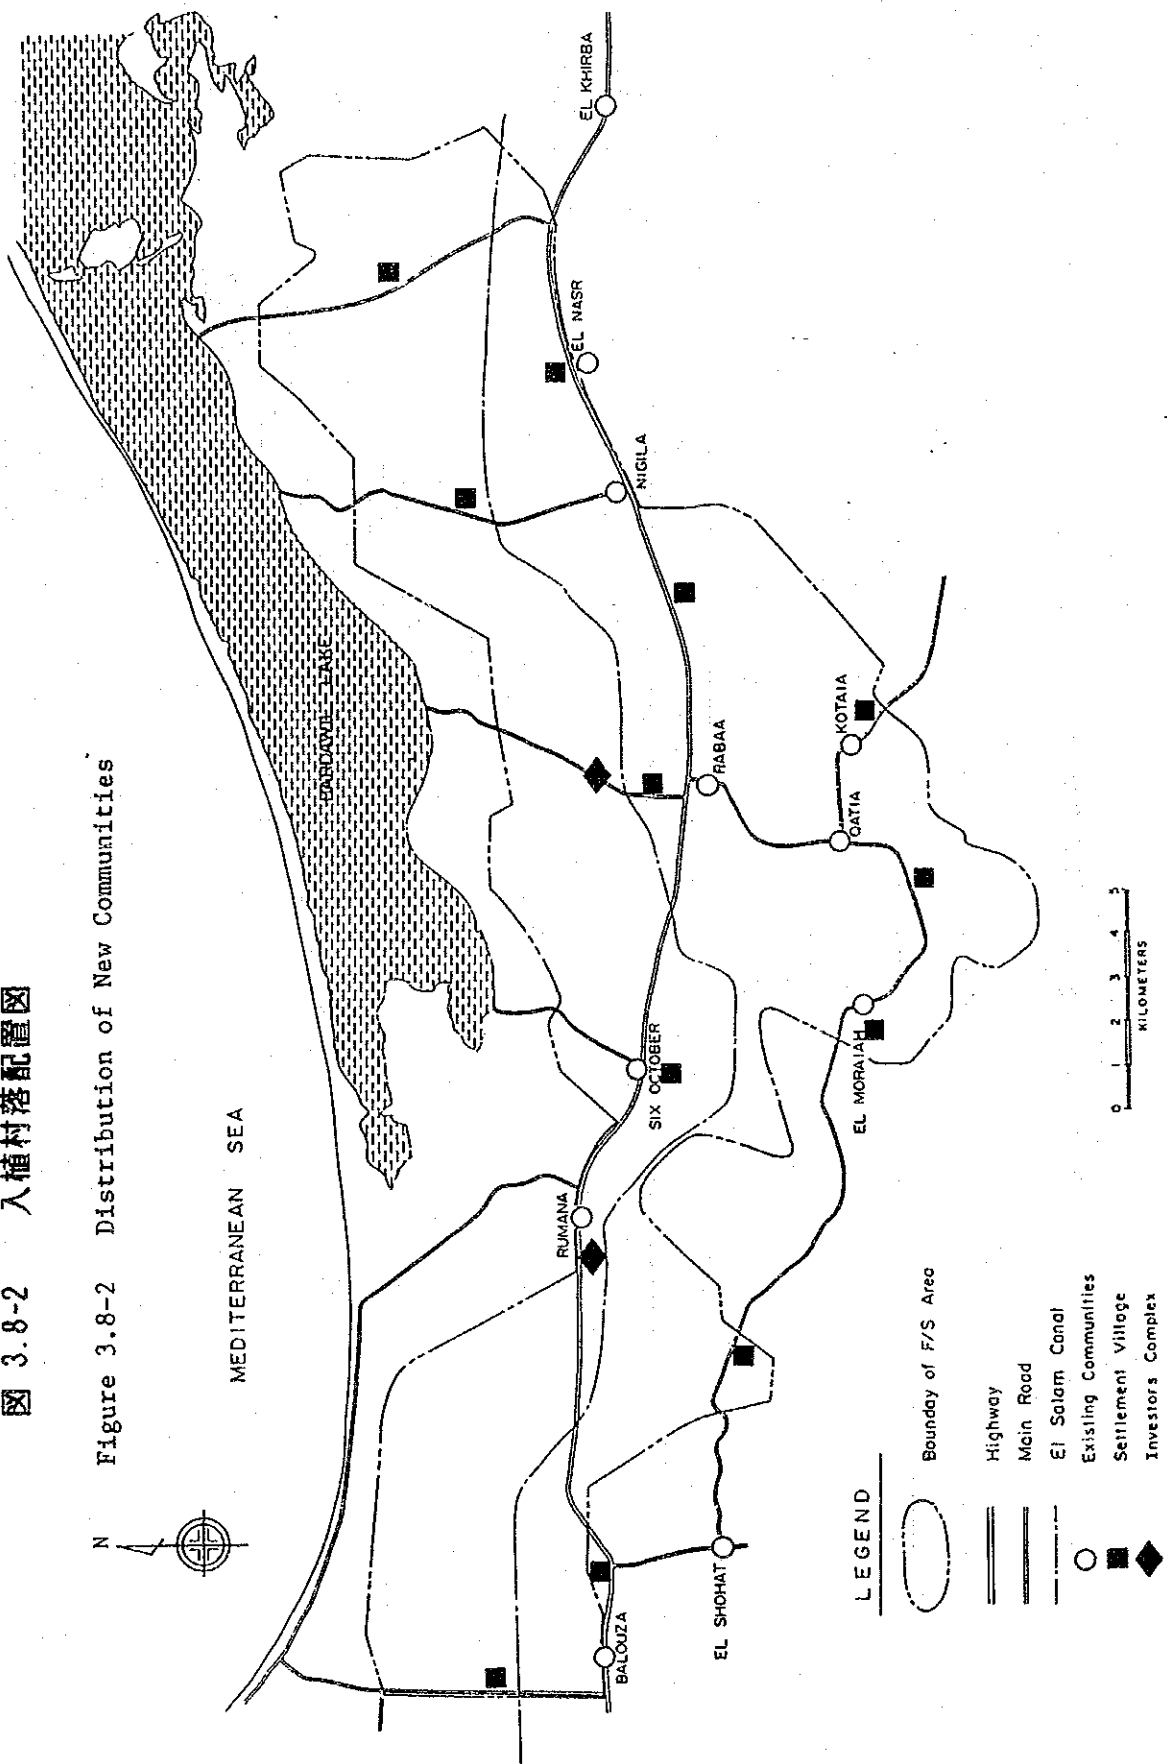 図 3.8-2 入植村落配置図
Figure 3.8-2 Distribution of New Communities
N
MEDITERRANEAN SEA
BARDAWIL LAKE
EL KHIRBA
EL NASR
NIGILA
RABAA
KOTAIA
QATIA
SIX OCTOBER
EL MORAIAH
RUMANA
EL SHOHAT
BALOUZA
0 1 2 3 4 5
KILOMETERS
LEGEND
Bounday of F/S Area
Highway
Main Road
El Salam Canal
Existing Communities
Settlement Village
Investors Complex